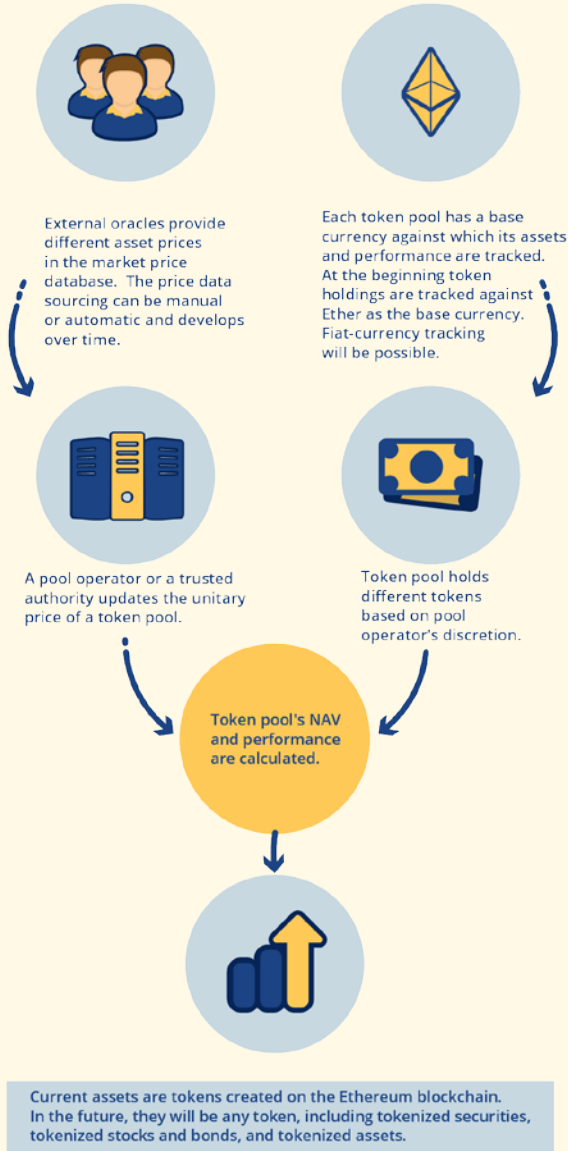 External oracles provide
different asset prices
in the market price
database.  The price data
sourcing can be manual
or automatic and develops
over time.
Each token pool has a base
currency against which its assets
and performance are tracked.
At the beginning token
holdings are tracked against
Ether as the base currency.
Fiat-currency tracking
will be possible.
A pool operator or a trusted
authority updates the unitary
price of a token pool.
Token pool holds
different tokens
based on pool
operator's discretion.
Token pool's NAV
and performance
are calculated.
Current assets are tokens created on the Ethereum blockchain.
In the future, they will be any token, including tokenized securities,
tokenized stocks and bonds, and tokenized assets.